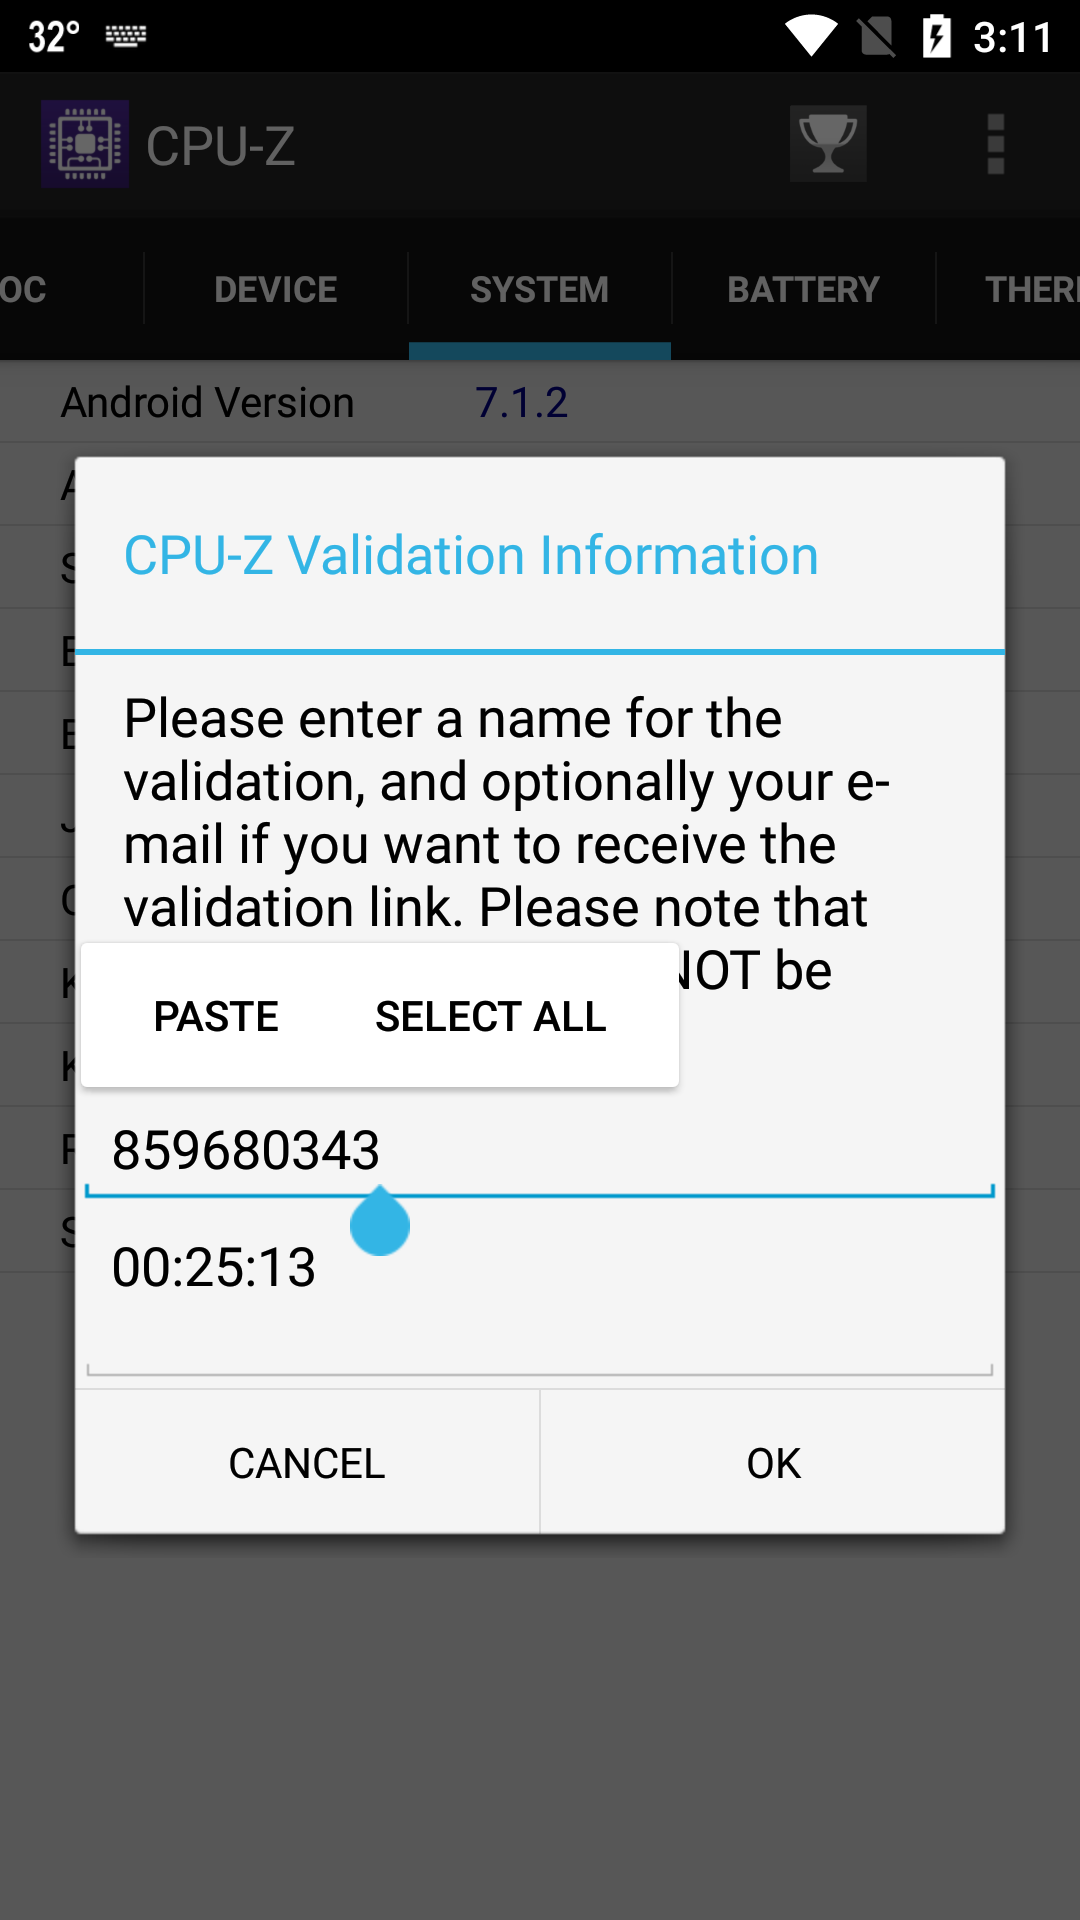 32° 3:11
CPU-Z
OC DEVICE SYSTEM BATTERY THER
Android Version 7.1.2
CPU-Z Validation Information
Please enter a name for the
validation, and optionally your e-
mail if you want to receive the
validation link. Please note that
NOT be
PASTE SELECT ALL
859680343
00:25:13
CANCEL OK